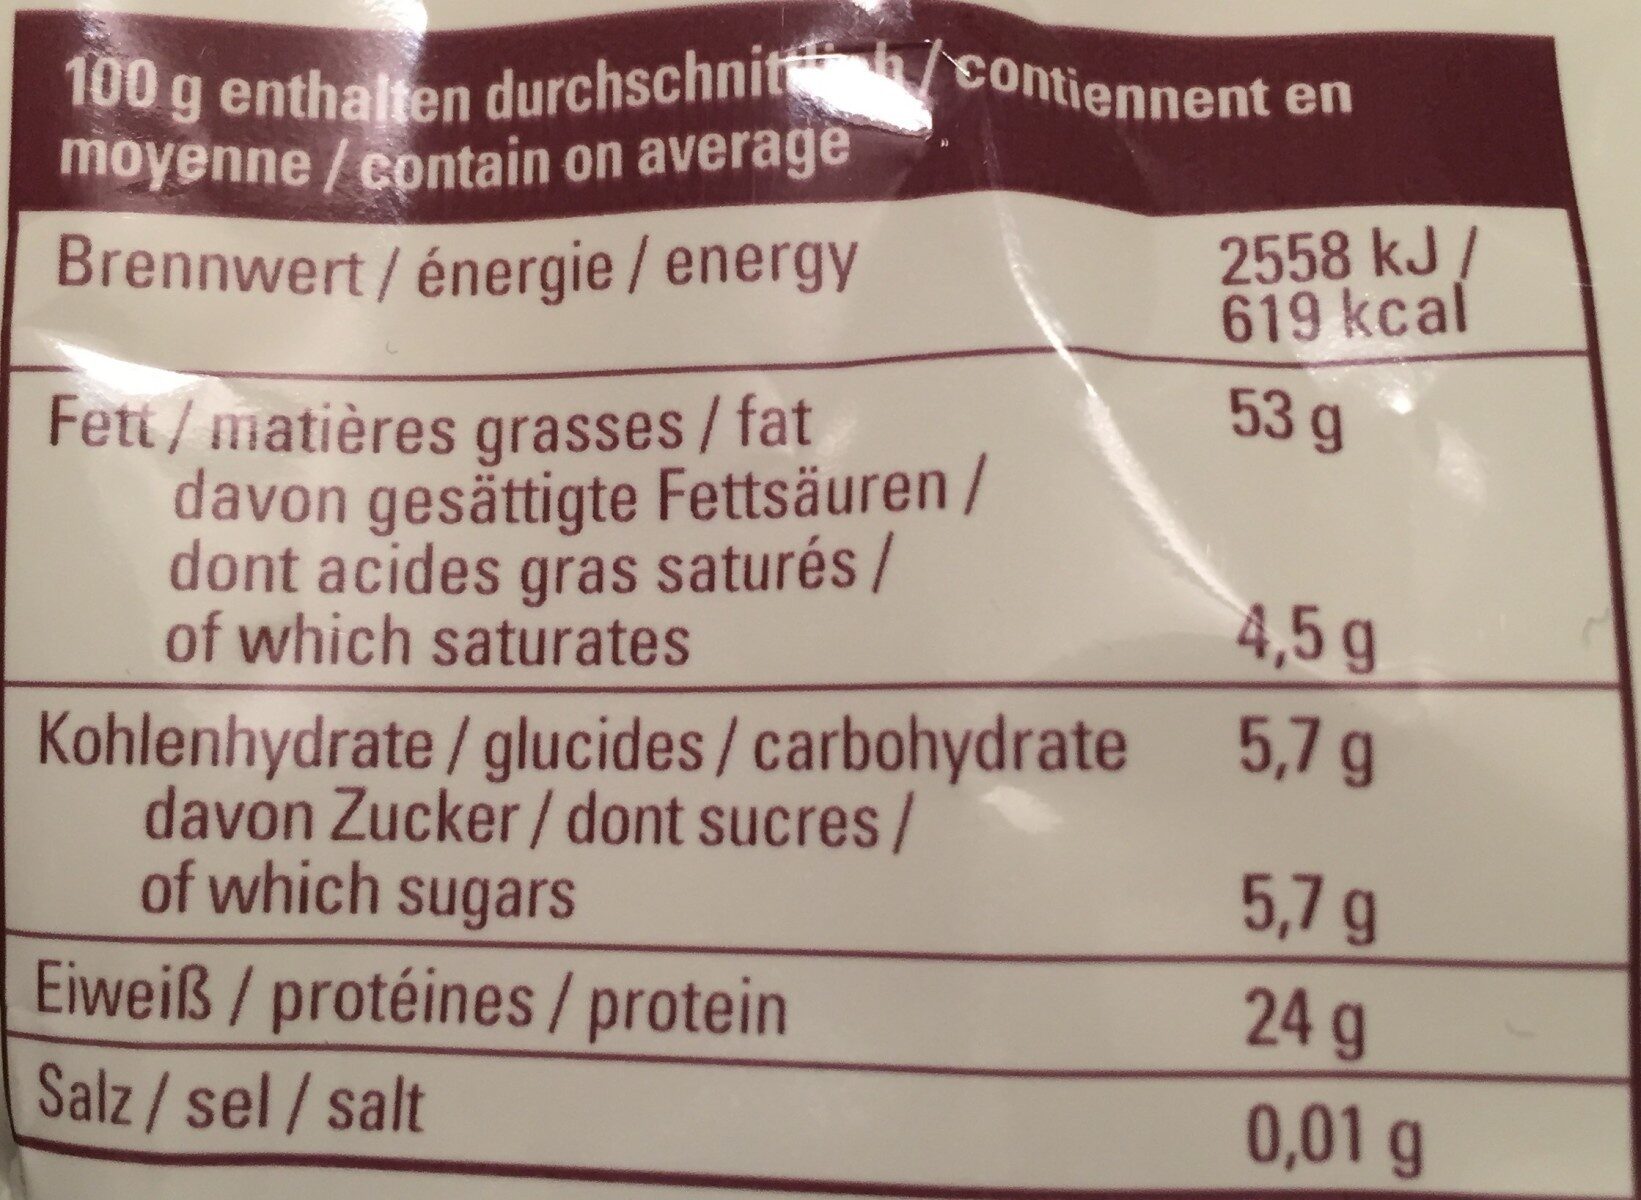 100 g enthalten durchschnittlich / contiennent en
moyenne / contain on average
Brennwert / énergie / energy 2558 kJ /
619 kcal
Fett / matières grasses / fat 53 g
davon gesättigte Fettsäuren /
dont acides gras saturés /
of which saturates 4,5 g
Kohlenhydrate / glucides / carbohydrate 5,7 g
davon Zucker / dont sucres /
of which sugars 5,7 g
Eiweiß / protéines / protein 24 g
Salz / sel / salt 0,01 g